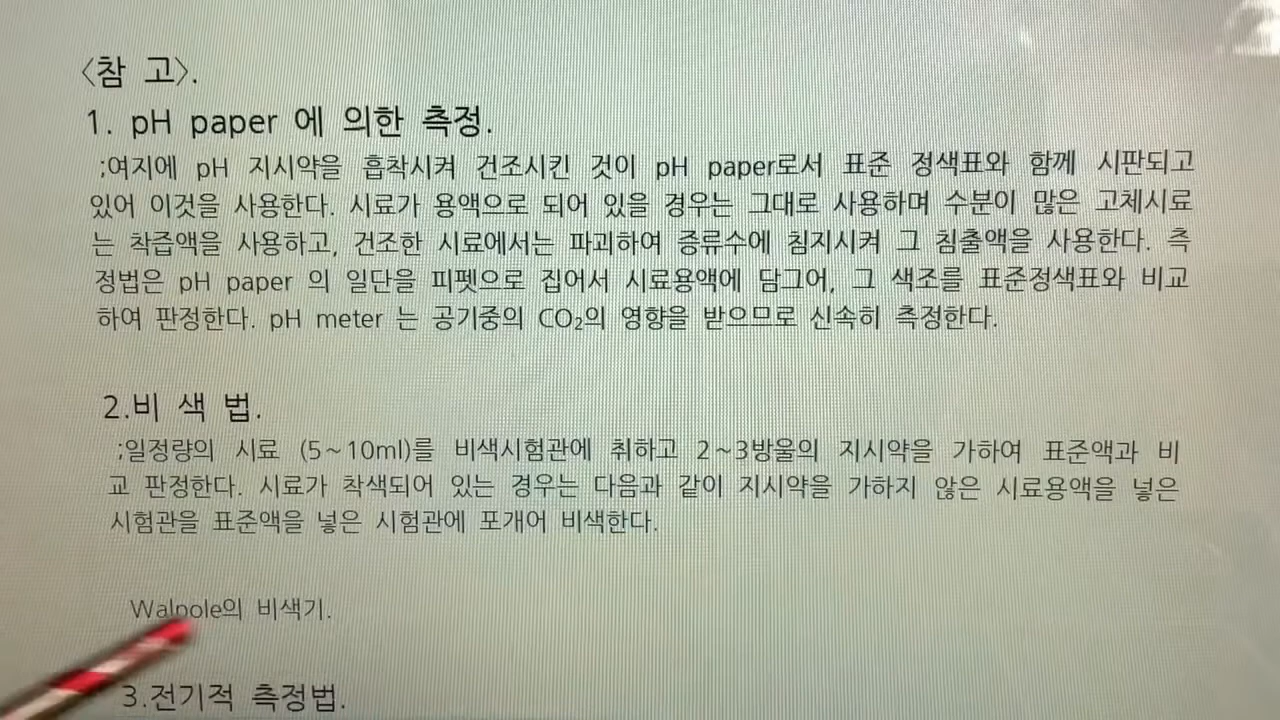 〈참 고〉.
1. pH paper 에 의한 측정.
;여지에 pH 지시약을 흡착시켜 건조시킨 것이 pH paper로서 표준 정색표와 함께 시판되고
있어 이것을 사용한다. 시료가 용액으로 되어 있을 경우는 그대로 사용하며 수분이 많은 고체시료
는 착즙액을 사용하고, 건조한 시료에서는 파괴하여 증류수에 침지시켜 그 침출액을 사용한다. 측
정법은 pH paper 의 일단을 피펫으로 집어서 시료용액에 담그어, 그 색조를 표준정색표와 비교
하여 판정한다. pH meter 는 공기중의 CO₂의 영향을 받으므로 신속히 측정한다.
2.비 색 법.
;일정량의 시료 (5~10ml)를 비색시험관에 취하고 2~3방울의 지시약을 가하여 표준액과 비
교 판정한다. 시료가 착색되어 있는 경우는 다음과 같이 지시약을 가하지 않은 시료용액을 넣은
시험관을 표준액을 넣은 시험관에 포개어 비색한다.
Walpole의 비색기.
3.전기적 측정법.